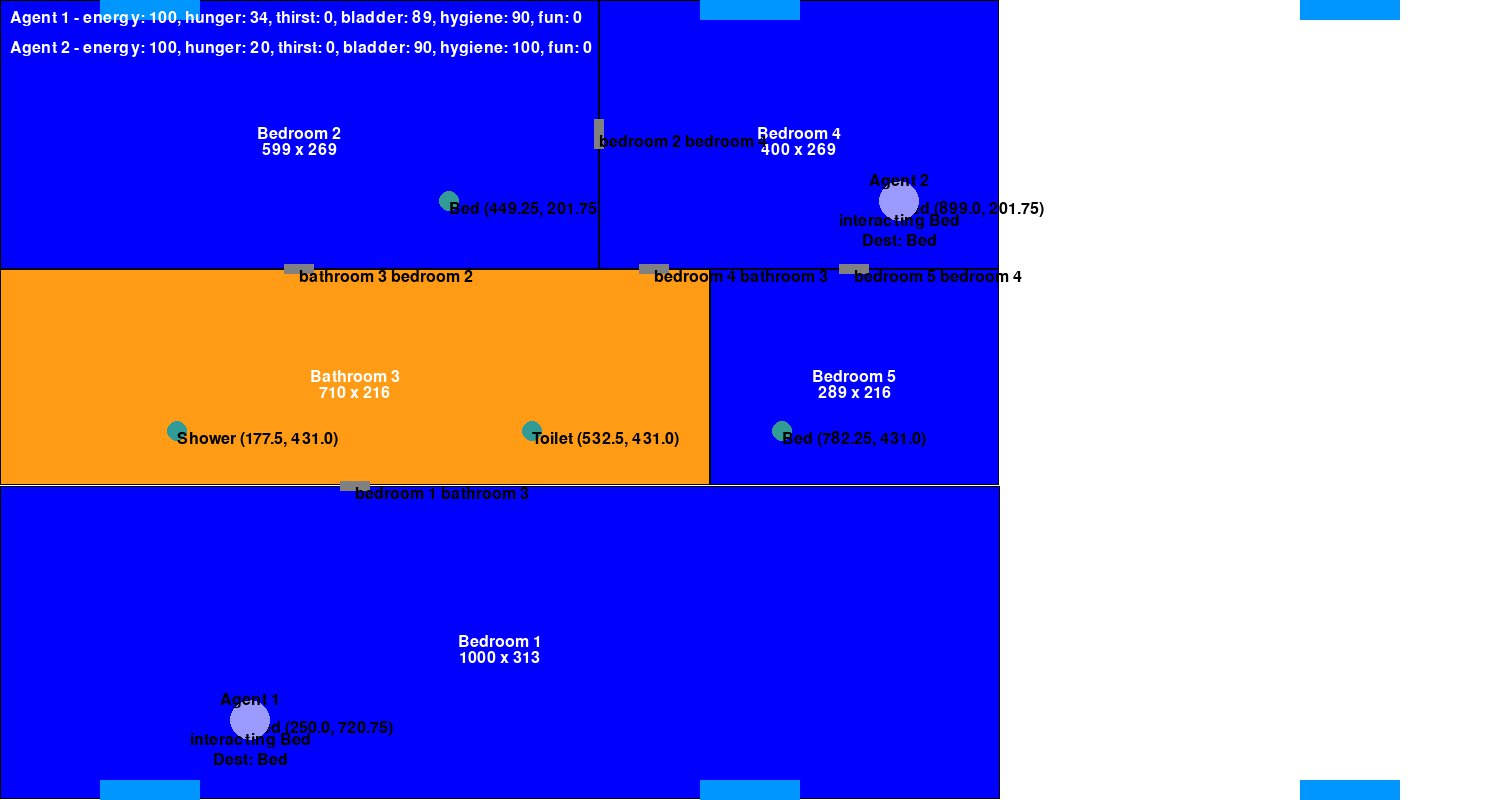 Agent 1 - energy: 100, hunger: 34, thirst: 0, bladder: 89, hygiene: 90, fun: 0
Agent 2 - energy: 100, hunger: 20, thirst: 0, bladder: 90, hygiene: 100, fun: 0
Bedroom 2
599 x 269
bedroom 2 bedroom 4
Bedroom 4
400 x 269
Agent 2
Bed (449.25, 201.75
d (899.0, 201.75)
interacting Bed
Dest: Bed
bathroom 3 bedroom 2
bedroom 4 bathroom 3
bedroom 5 bedroom 4
Bathroom 3
710 x 216
Bedroom 5
289 x 216
Shower (177.5, 431.0)
Toilet (532.5, 431.0)
Bed (782.25, 431.0)
bedroom 1 bathroom 3
Bedroom 1
1000 x 313
Agent 1
d (250.0, 720.75)
interacting Bed
Dest: Bed